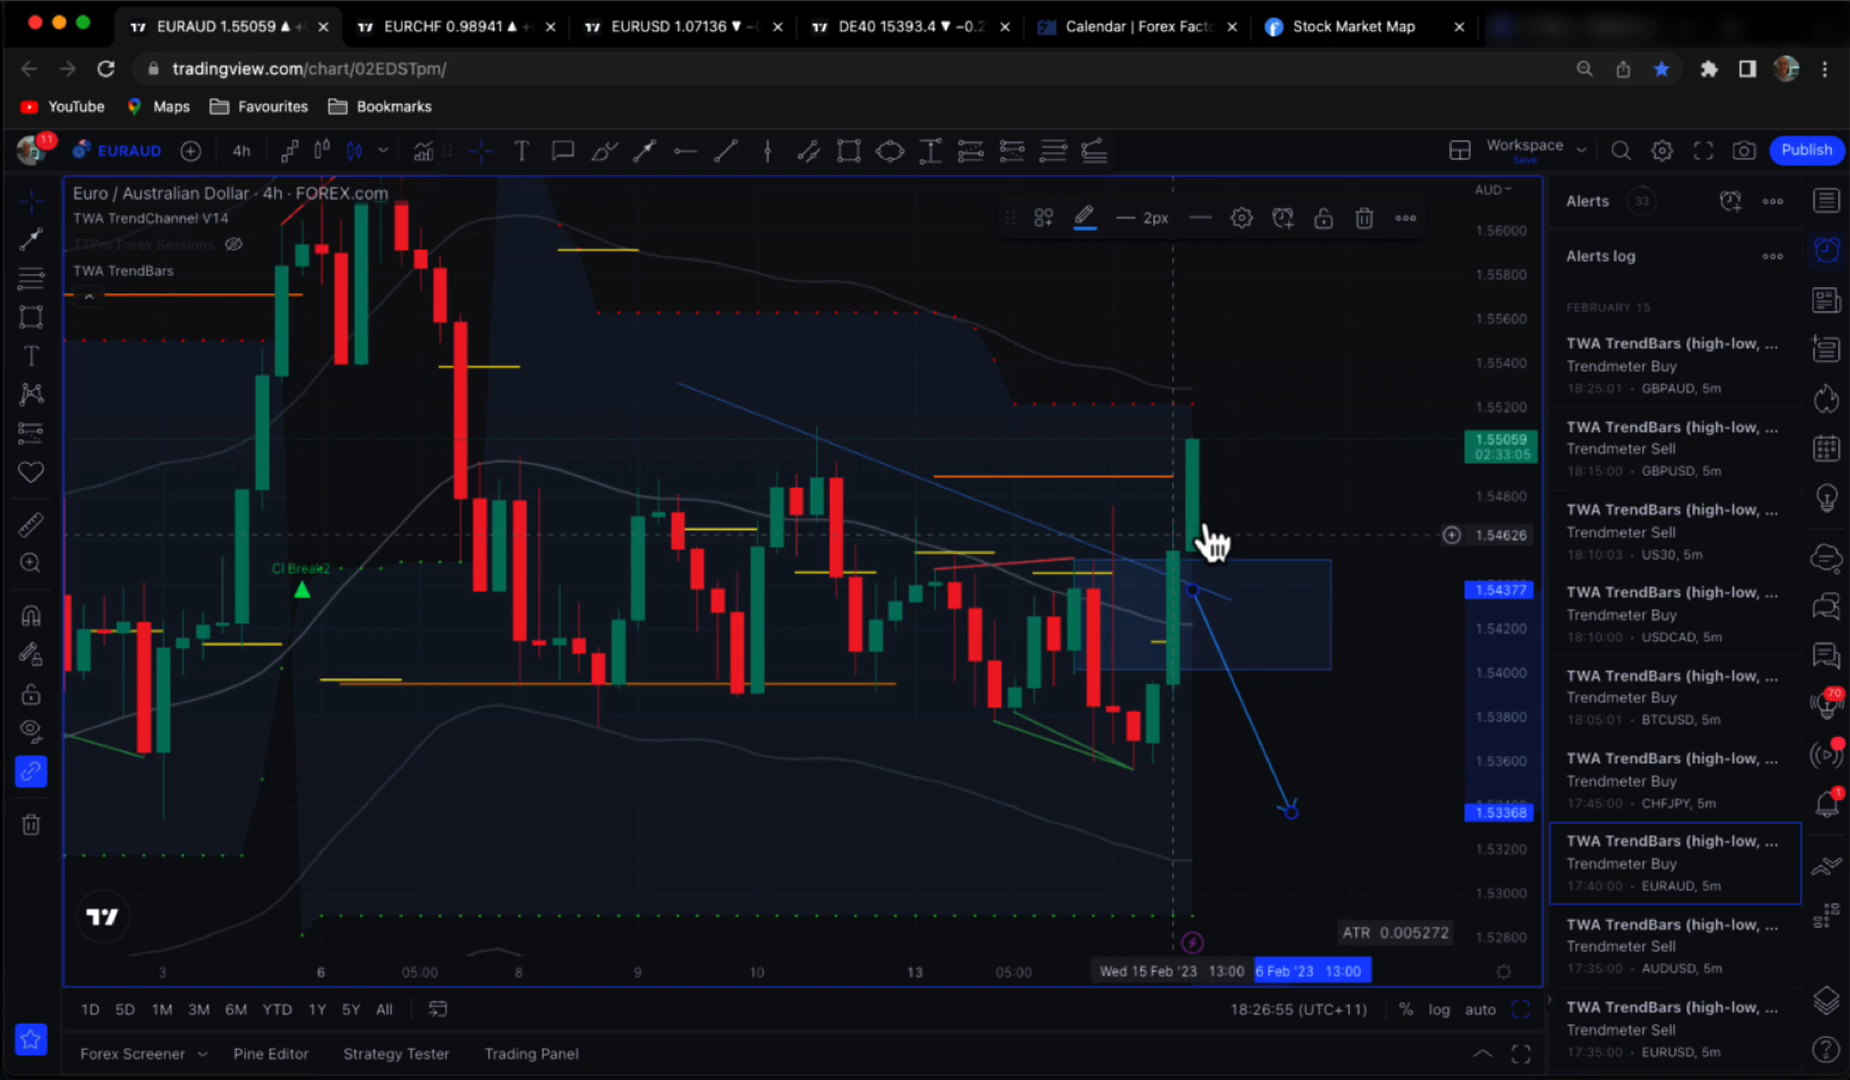 EURAUD 1.55059 ▲ +
EURCHF 0.98941 ▲ +
EURUSD 1.07136 ▼ −
DE40 15393.4 ▼ −0.2
Calendar | Forex Facto
Stock Market Map
tradingview.com/chart/02EDSTpm/
YouTube
Maps
Favourites
Bookmarks
11
EURAUD
4h
Workspace
Save
Publish
Euro / Australian Dollar · 4h · FOREX.com
TWA TrendChannel V14
TTPro Forex Sessions
TWA TrendBars
2px
AUD
1.56000
1.55800
1.55600
1.55400
1.55200
1.55059
02:33:05
1.54800
1.54626
1.54377
1.54200
1.54000
1.53800
1.53600
1.53368
1.53200
1.53000
1.52800
CI Break2
ATR 0.005272
3
6
05:00
8
9
10
13
05:00
Wed 15 Feb '23 13:00
6 Feb '23 13:00
1D
5D
1M
3M
6M
YTD
1Y
5Y
All
18:26:55 (UTC+11)
%
log
auto
Forex Screener
Pine Editor
Strategy Tester
Trading Panel
Alerts
33
Alerts log
FEBRUARY 15
TWA TrendBars (high-low, ...
Trendmeter Buy
18:25:01 · GBPAUD, 5m
TWA TrendBars (high-low, ...
Trendmeter Sell
18:15:00 · GBPUSD, 5m
TWA TrendBars (high-low, ...
Trendmeter Sell
18:10:03 · US30, 5m
TWA TrendBars (high-low, ...
Trendmeter Buy
18:10:00 · USDCAD, 5m
TWA TrendBars (high-low, ...
Trendmeter Buy
18:05:01 · BTCUSD, 5m
TWA TrendBars (high-low, ...
Trendmeter Buy
17:45:00 · CHFJPY, 5m
TWA TrendBars (high-low, ...
Trendmeter Buy
17:40:00 · EURAUD, 5m
TWA TrendBars (high-low, ...
Trendmeter Sell
17:35:00 · AUDUSD, 5m
TWA TrendBars (high-low, ...
Trendmeter Sell
17:35:00 · EURUSD, 5m
70
1